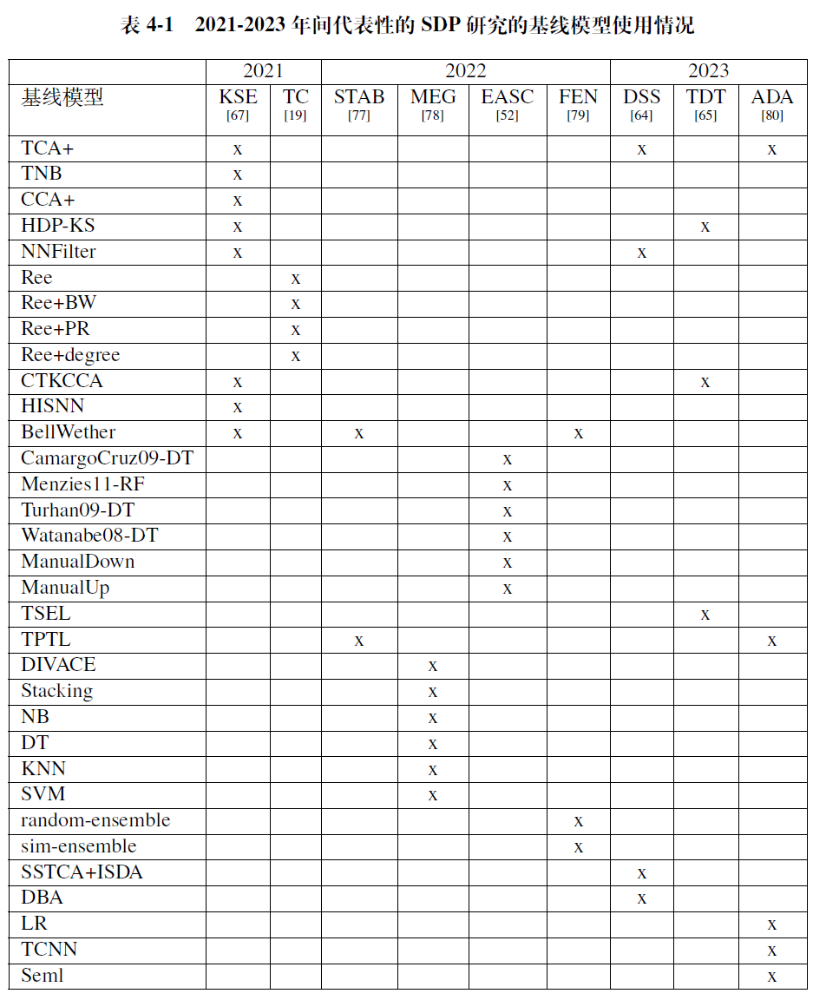 表 4-1 2021-2023 年间代表性的 SDP 研究的基线模型使用情况
2021 2022 2023
基线模型 KSE TC STAB MEG EASC FEN DSS TDT ADA
[67] [19] [77] [78] [52] [79] [64] [65] [80]
TCA+ x x x
TNB x
CCA+ x
HDP-KS x x
NNFilter x x
Ree x
Ree+BW x
Ree+PR x
Ree+degree x
CTKCCA x x
HISNN x
BellWether x x x
CamargoCruz09-DT x
Menzies11-RF x
Turhan09-DT x
Watanabe08-DT x
ManualDown x
ManualUp x
TSEL x
TPTL x x
DIVACE x
Stacking x
NB x
DT x
KNN x
SVM x
random-ensemble x
sim-ensemble x
SSTCA+ISDA x
DBA x
LR x
TCNN x
Seml x